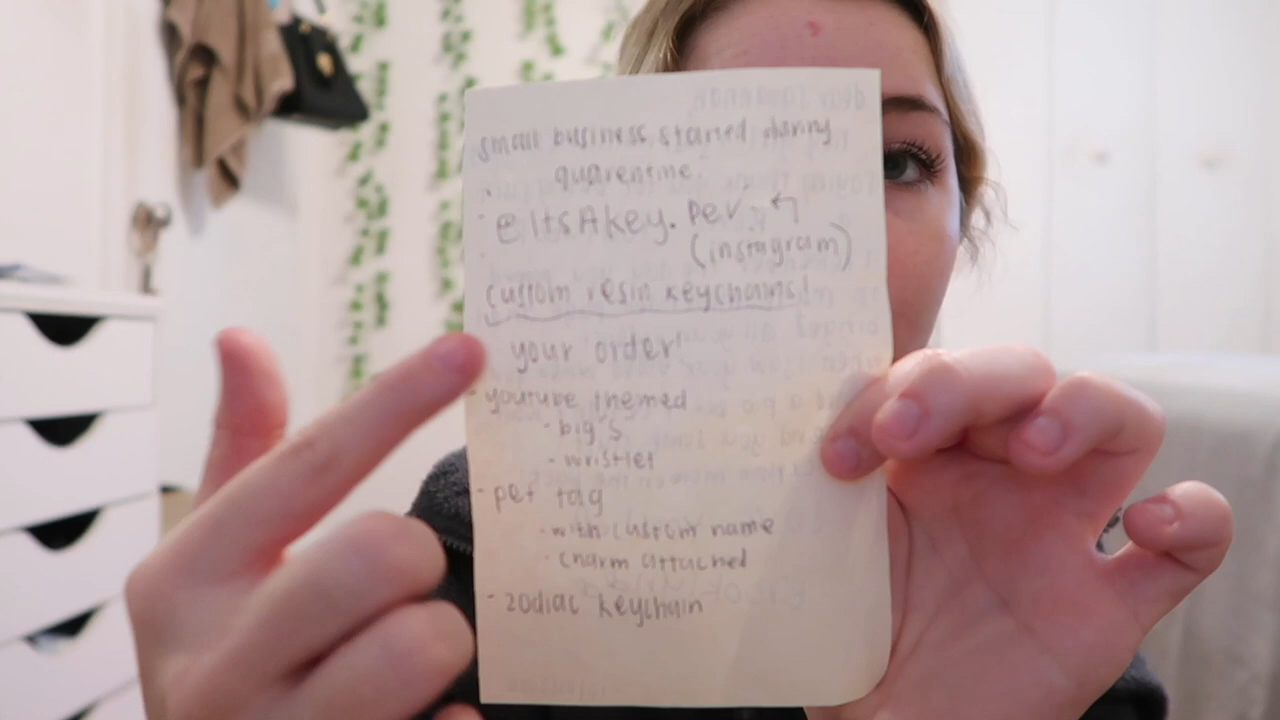 small business started during
quarentine.
@ItsAkey.Dev
(instagram)
custom resin keychains!
your order!
- youtube themed
- big "S
- wristlet
- pet tag
- with custom name
- charm attached
- zodiac keychain